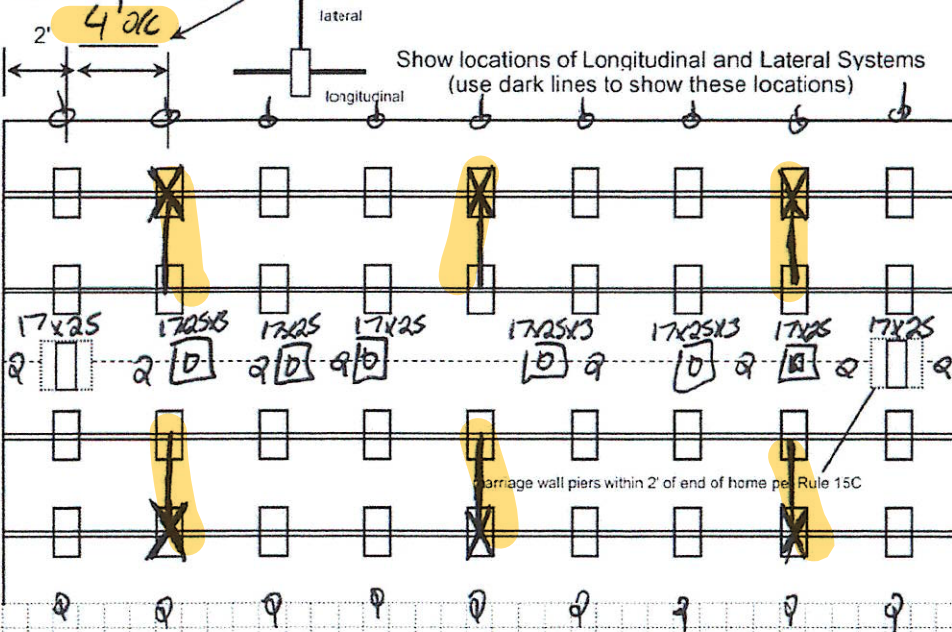 4' o/c
2'
lateral
longitudinal
Show locations of Longitudinal and Lateral Systems
(use dark lines to show these locations)
17x25
17x25x3
17x25
17x25
17x25x3
17x25x3
17x25
17x25
marriage wall piers within 2' of end of home per Rule 15C